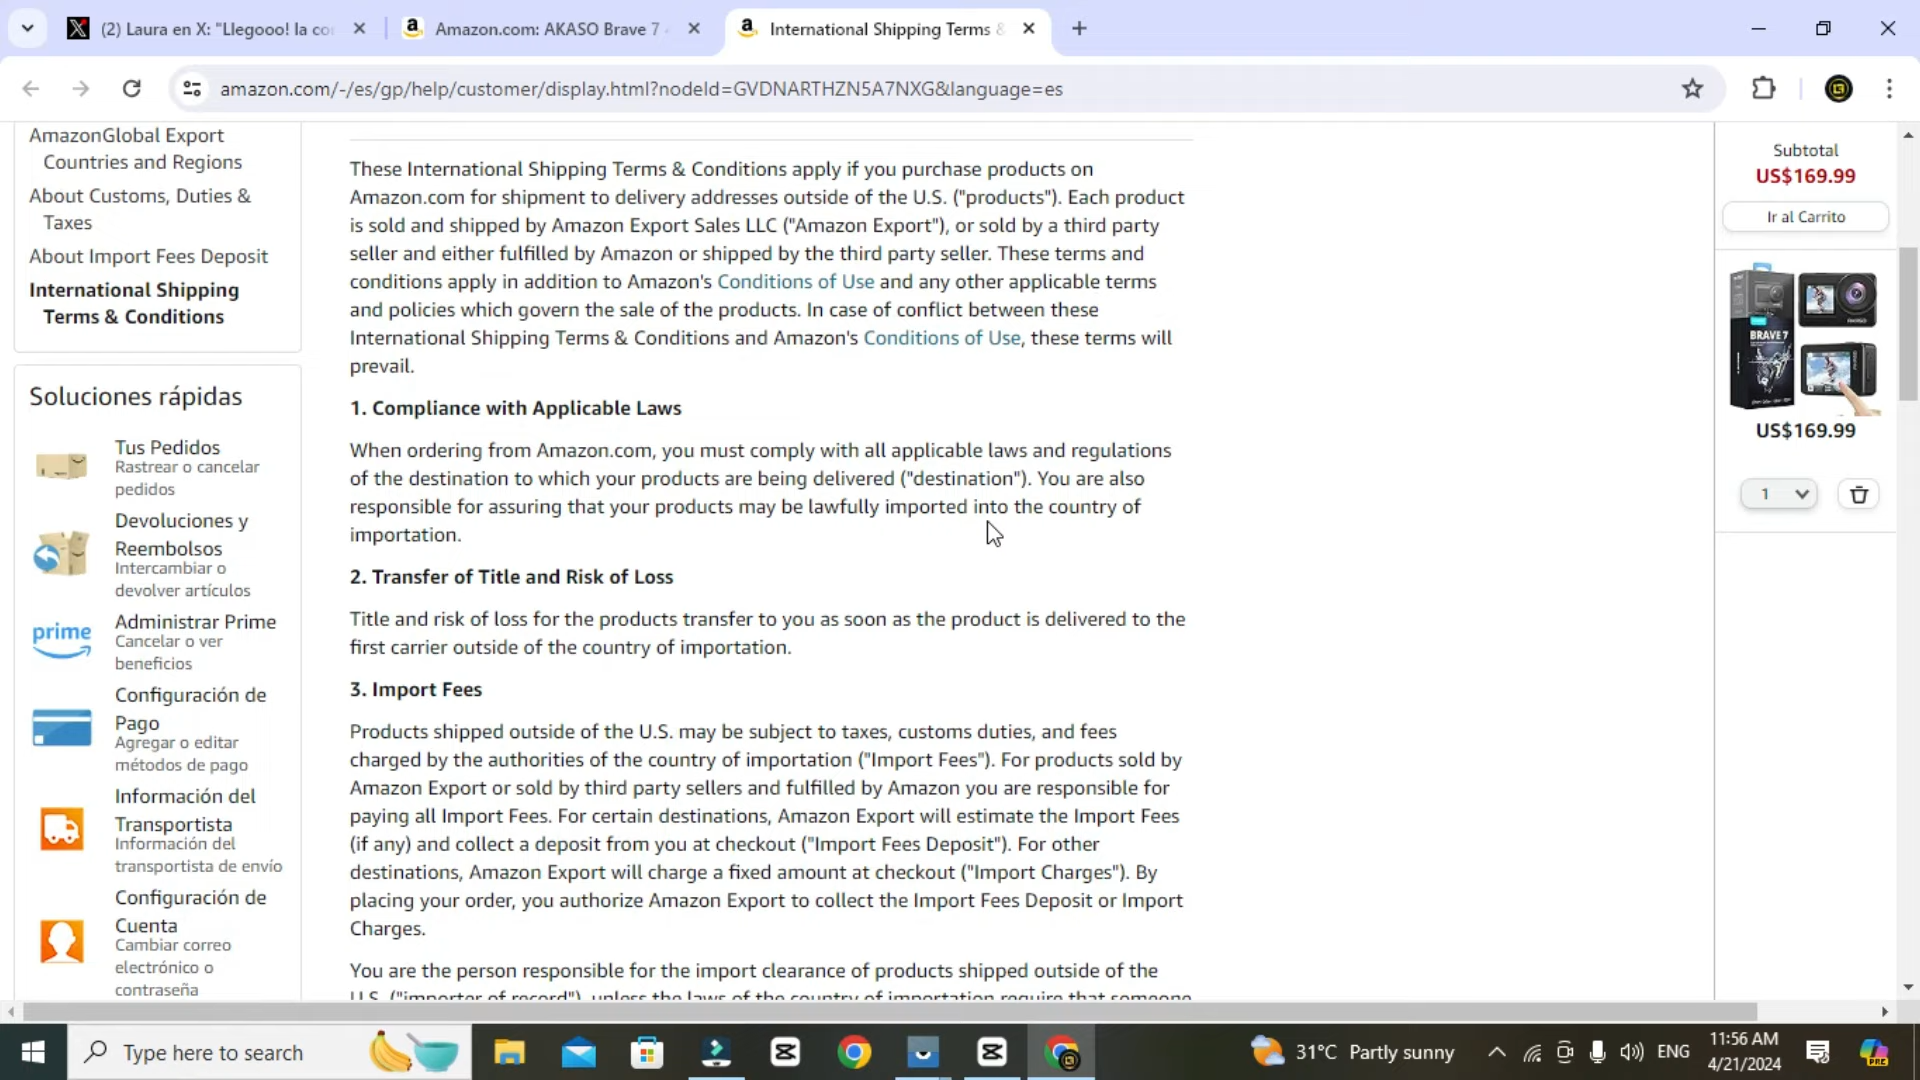 (2) Laura en X: "Llegooo! la co
Amazon.com: AKASO Brave 7
International Shipping Terms &
amazon.com/-/es/gp/help/customer/display.html?nodeId=GVDNARTHZN5A7NXG&language=es
AmazonGlobal Export
Countries and Regions
About Customs, Duties &
Taxes
About Import Fees Deposit
International Shipping
Terms & Conditions
Soluciones rápidas
Tus Pedidos
Rastrear o cancelar
pedidos
Devoluciones y
Reembolsos
Intercambiar o
devolver artículos
prime
Administrar Prime
Cancelar o ver
beneficios
Configuración de
Pago
Agregar o editar
métodos de pago
Información del
Transportista
Información del
transportista de envío
Configuración de
Cuenta
Cambiar correo
electrónico o
contraseña
These International Shipping Terms & Conditions apply if you purchase products on
Amazon.com for shipment to delivery addresses outside of the U.S. ("products"). Each product
is sold and shipped by Amazon Export Sales LLC ("Amazon Export"), or sold by a third party
seller and either fulfilled by Amazon or shipped by the third party seller. These terms and
conditions apply in addition to Amazon's Conditions of Use and any other applicable terms
and policies which govern the sale of the products. In case of conflict between these
International Shipping Terms & Conditions and Amazon's Conditions of Use, these terms will
prevail.
1. Compliance with Applicable Laws
When ordering from Amazon.com, you must comply with all applicable laws and regulations
of the destination to which your products are being delivered ("destination"). You are also
responsible for assuring that your products may be lawfully imported into the country of
importation.
2. Transfer of Title and Risk of Loss
Title and risk of loss for the products transfer to you as soon as the product is delivered to the
first carrier outside of the country of importation.
3. Import Fees
Products shipped outside of the U.S. may be subject to taxes, customs duties, and fees
charged by the authorities of the country of importation ("Import Fees"). For products sold by
Amazon Export or sold by third party sellers and fulfilled by Amazon you are responsible for
paying all Import Fees. For certain destinations, Amazon Export will estimate the Import Fees
(if any) and collect a deposit from you at checkout ("Import Fees Deposit"). For other
destinations, Amazon Export will charge a fixed amount at checkout ("Import Charges"). By
placing your order, you authorize Amazon Export to collect the Import Fees Deposit or Import
Charges.
You are the person responsible for the import clearance of products shipped outside of the
U.S. ("importer of record"), unless the laws of the country of importation require that someone
Subtotal
US$169.99
Ir al Carrito
BRAVE 7
US$169.99
1
Type here to search
31°C Partly sunny
ENG
11:56 AM
4/21/2024
PRE